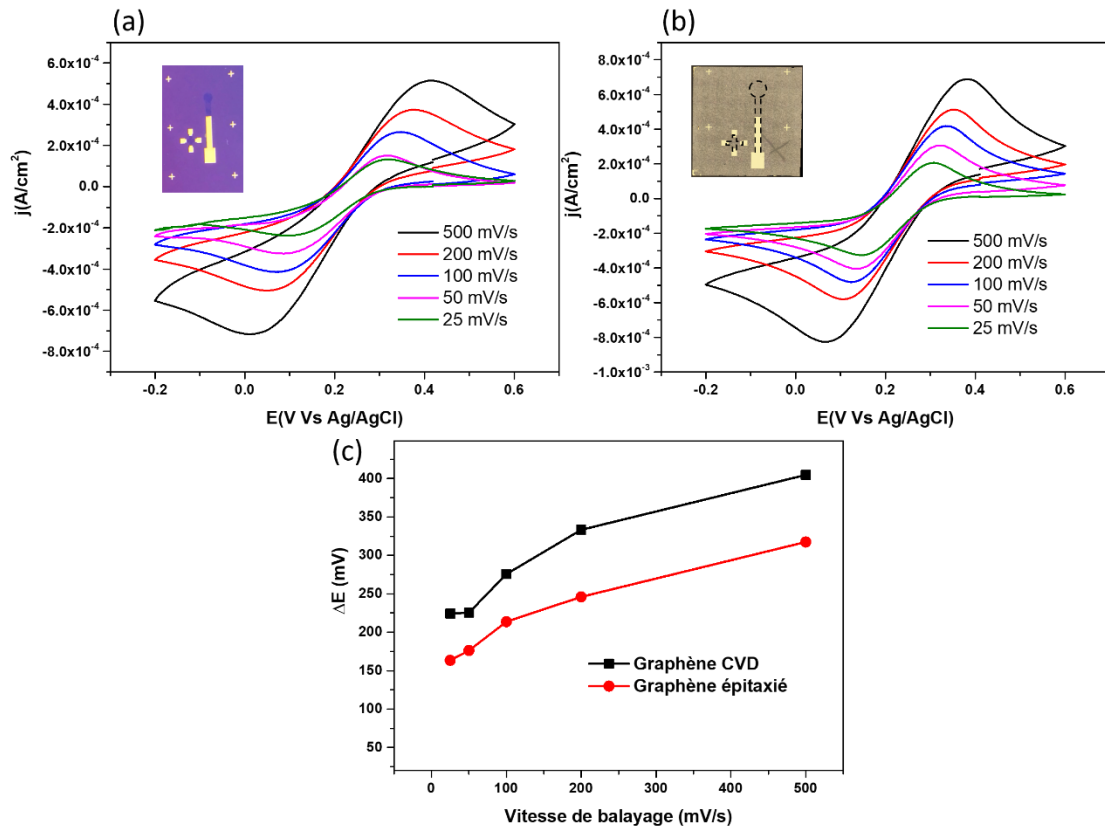 (a)
6.0x10⁻⁴
4.0x10⁻⁴
2.0x10⁻⁴
0.0
-2.0x10⁻⁴
-4.0x10⁻⁴
-6.0x10⁻⁴
-8.0x10⁻⁴
j(A/cm²)
500 mV/s
200 mV/s
100 mV/s
50 mV/s
25 mV/s
-0.2
0.0
0.2
0.4
0.6
E(V Vs Ag/AgCl)
(b)
8.0x10⁻⁴
6.0x10⁻⁴
4.0x10⁻⁴
2.0x10⁻⁴
0.0
-2.0x10⁻⁴
-4.0x10⁻⁴
-6.0x10⁻⁴
-8.0x10⁻⁴
-1.0x10⁻³
j(A/cm²)
500 mV/s
200 mV/s
100 mV/s
50 mV/s
25 mV/s
-0.2
0.0
0.2
0.4
0.6
E(V Vs Ag/AgCl)
(c)
400
350
300
250
200
150
100
50
ΔE (mV)
Graphène CVD
Graphène épitaxié
0
100
200
300
400
500
Vitesse de balayage (mV/s)